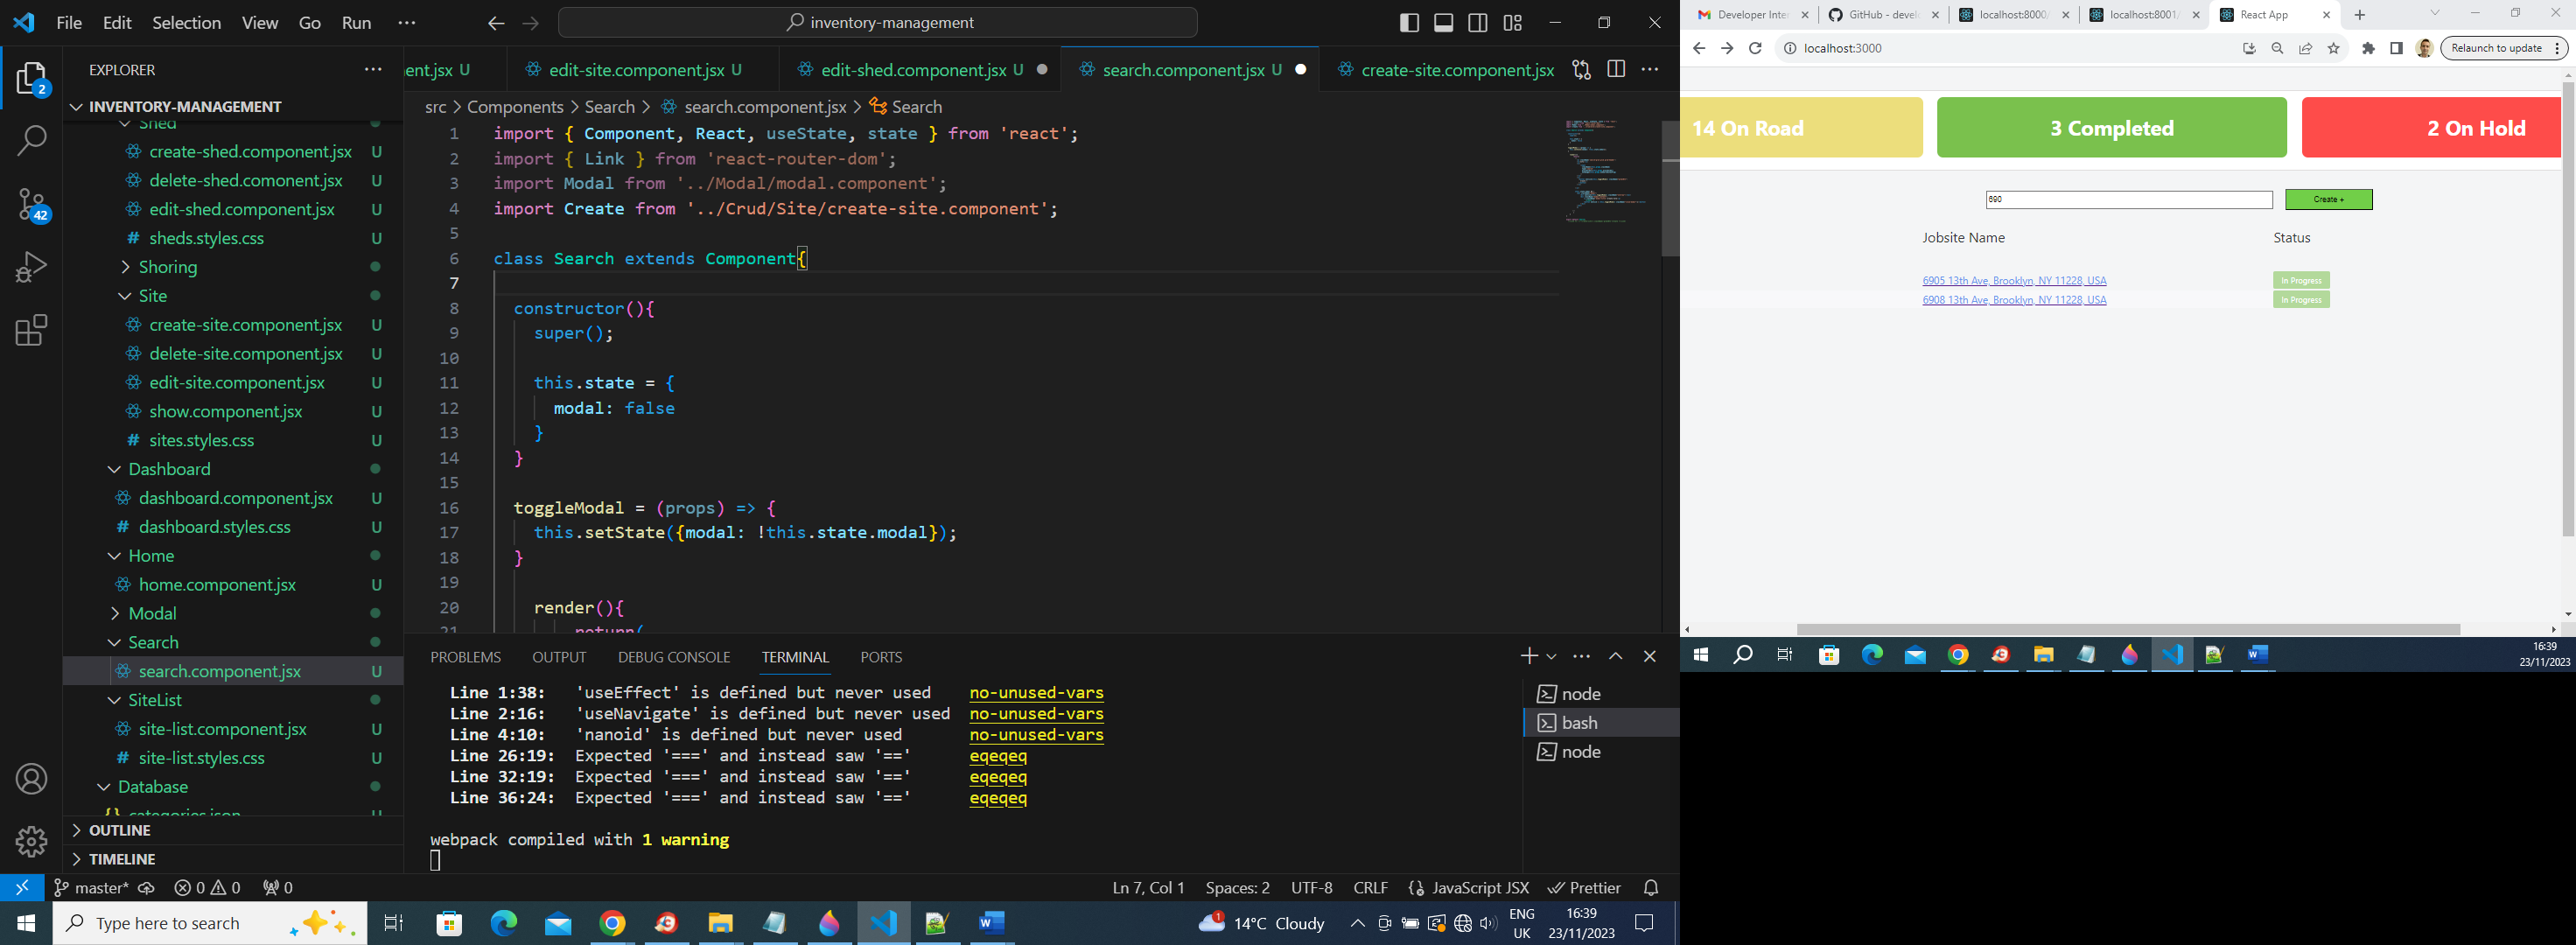 File Edit Selection View Go Run ···
inventory-management
EXPLORER
INVENTORY-MANAGEMENT
Shed
create-shed.component.jsx U
delete-shed.comonent.jsx U
edit-shed.component.jsx U
# sheds.styles.css U
Shoring
Site
create-site.component.jsx U
delete-site.component.jsx U
edit-site.component.jsx U
show.component.jsx U
# sites.styles.css U
Dashboard
dashboard.component.jsx U
# dashboard.styles.css U
Home
home.component.jsx U
Modal
Search
search.component.jsx U
SiteList
site-list.component.jsx U
# site-list.styles.css U
Database
{} categories.json U
OUTLINE
TIMELINE
2
42
nent.jsx U
edit-site.component.jsx U
edit-shed.component.jsx U
search.component.jsx U
create-site.component.jsx
src > Components > Search > search.component.jsx > Search
1 import { Component, React, useState, state } from 'react';
2 import { Link } from 'react-router-dom';
3 import Modal from '../Modal/modal.component';
4 import Create from '../Crud/Site/create-site.component';
5
6 class Search extends Component{
7
8 constructor(){
9 super();
10
11 this.state = {
12 modal: false
13 }
14 }
15
16 toggleModal = (props) => {
17 this.setState({modal: !this.state.modal});
18 }
19
20 render(){
21 return(
PROBLEMS OUTPUT DEBUG CONSOLE TERMINAL PORTS
Line 1:38: 'useEffect' is defined but never used no-unused-vars
Line 2:16: 'useNavigate' is defined but never used no-unused-vars
Line 4:10: 'nanoid' is defined but never used no-unused-vars
Line 26:19: Expected '===' and instead saw '==' eqeqeq
Line 32:19: Expected '===' and instead saw '==' eqeqeq
Line 36:24: Expected '===' and instead saw '==' eqeqeq
webpack compiled with 1 warning
node
bash
node
master* 0 0 0
Ln 7, Col 1 Spaces: 2 UTF-8 CRLF {} JavaScript JSX Prettier
Type here to search
1
14°C Cloudy
ENG
UK
16:39
23/11/2023
Developer Inter
GitHub - develo
localhost:8000/
localhost:8001/
React App
localhost:3000
Relaunch to update
14 On Road
3 Completed
2 On Hold
690
Create +
Jobsite Name Status
6905 13th Ave, Brooklyn, NY 11228, USA In Progress
6908 13th Ave, Brooklyn, NY 11228, USA In Progress
16:39
23/11/2023